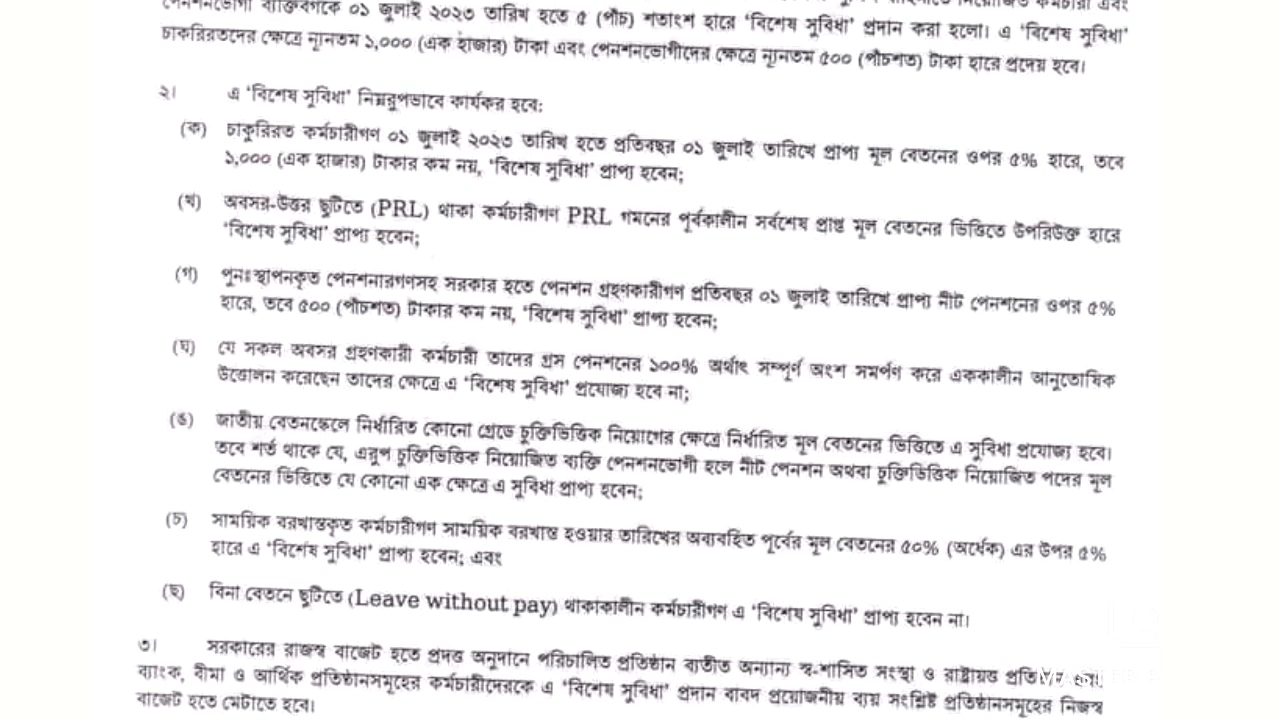 পেনশনভোগী ব্যক্তিবর্গকে ০১ জুলাই ২০২৩ তারিখ হতে ৫ (পাঁচ) শতাংশ হারে ‘বিশেষ সুবিধা’ প্রদান করা হলো। এ ‘বিশেষ সুবিধা’
চাকরিরতদের ক্ষেত্রে ন্যূনতম ১,০০০ (এক হাজার) টাকা এবং পেনশনভোগীদের ক্ষেত্রে ন্যূনতম ৫০০ (পাঁচশত) টাকা হারে প্রদেয় হবে।
২। এ ‘বিশেষ সুবিধা’ নিম্নরুপভাবে কার্যকর হবে:
(ক) চাকুরিরত কর্মচারীগণ ০১ জুলাই ২০২৩ তারিখ হতে প্রতিবছর ০১ জুলাই তারিখে প্রাপ্য মূল বেতনের ওপর ৫% হারে, তবে
১,০০০ (এক হাজার) টাকার কম নয়, ‘বিশেষ সুবিধা’ প্রাপ্য হবেন;
(খ) অবসর-উত্তর ছুটিতে (PRL) থাকা কর্মচারীগণ PRL গমনের পূর্বকালীন সর্বশেষ প্রাপ্ত মূল বেতনের ভিত্তিতে উপরিউক্ত হারে
‘বিশেষ সুবিধা’ প্রাপ্য হবেন;
(গ) পুনঃস্থাপনকৃত পেনশনারগণসহ সরকার হতে পেনশন গ্রহণকারীগণ প্রতিবছর ০১ জুলাই তারিখে প্রাপ্য নীট পেনশনের ওপর ৫%
হারে, তবে ৫০০ (পাঁচশত) টাকার কম নয়, ‘বিশেষ সুবিধা’ প্রাপ্য হবেন;
(ঘ) যে সকল অবসর গ্রহণকারী কর্মচারী তাদের গ্রস পেনশনের ১০০% অর্থাৎ সম্পূর্ণ অংশ সমর্পণ করে এককালীন আনুতোষিক
উত্তোলন করেছেন তাদের ক্ষেত্রে এ ‘বিশেষ সুবিধা’ প্রযোজ্য হবে না;
(ঙ) জাতীয় বেতনস্কেলে নির্ধারিত কোনো গ্রেডে চুক্তিভিত্তিক নিয়োগের ক্ষেত্রে নির্ধারিত মূল বেতনের ভিত্তিতে এ সুবিধা প্রযোজ্য হবে।
তবে শর্ত থাকে যে, এরুপ চুক্তিভিত্তিক নিয়োজিত ব্যক্তি পেনশনভোগী হলে নীট পেনশন অথবা চুক্তিভিত্তিক নিয়োজিত পদের মূল
বেতনের ভিত্তিতে যে কোনো এক ক্ষেত্রে এ সুবিধা প্রাপ্য হবেন;
(চ) সাময়িক বরখাস্তকৃত কর্মচারীগণ সাময়িক বরখাস্ত হওয়ার তারিখের অব্যবহিত পূর্বের মূল বেতনের ৫০% (অর্ধেক) এর উপর ৫%
হারে এ ‘বিশেষ সুবিধা’ প্রাপ্য হবেন; এবং
(ছ) বিনা বেতনে ছুটিতে (Leave without pay) থাকাকালীন কর্মচারীগণ এ ‘বিশেষ সুবিধা’ প্রাপ্য হবেন না।
৩। সরকারের রাজস্ব বাজেট হতে প্রদত্ত অনুদানে পরিচালিত প্রতিষ্ঠান ব্যতীত অন্যান্য স্ব-শাসিত সংস্থা ও রাষ্ট্রায়ত্ত
ব্যাংক, বীমা ও আর্থিক প্রতিষ্ঠানসমূহের কর্মচারীদেরকে এ ‘বিশেষ সুবিধা’ প্রদান বাবদ প্রয়োজনীয় ব্যয় সংশ্লিষ্ট প্রতিষ্ঠানসমূহের নিজস্ব
বাজেট হতে মেটাতে হবে।